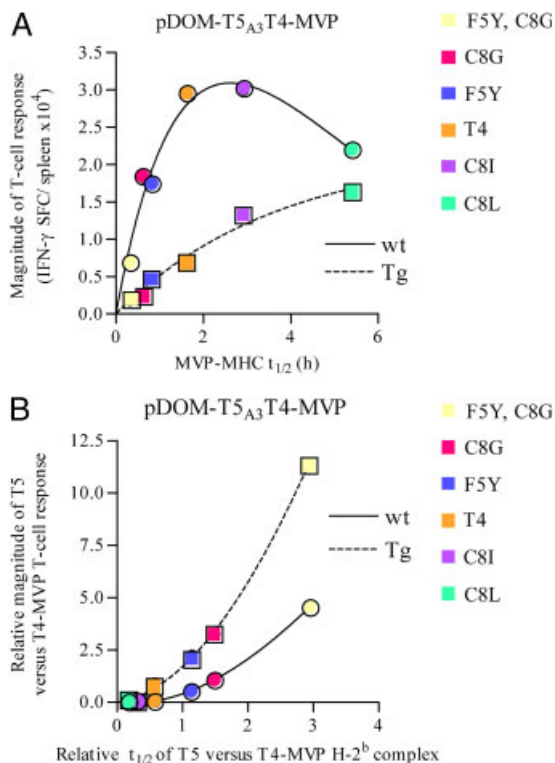 A
pDOM-T5A3T4-MVP
Magnitude of T-cell response
(IFN-γ SFC/ spleen x10⁴)
3.5
3.0
2.5
2.0
1.5
1.0
0.5
0.0
0 2 4 6
MVP-MHC t1/2 (h)
wt
Tg
F5Y, C8G
C8G
F5Y
T4
C8I
C8L
B
pDOM-T5A3T4-MVP
Relative magnitude of T5
versus T4-MVP T-cell response
12.5
10.0
7.5
5.0
2.5
0.0
0 1 2 3 4
Relative t1/2 of T5 versus T4-MVP H-2ᵇ complex
wt
Tg
F5Y, C8G
C8G
F5Y
T4
C8I
C8L